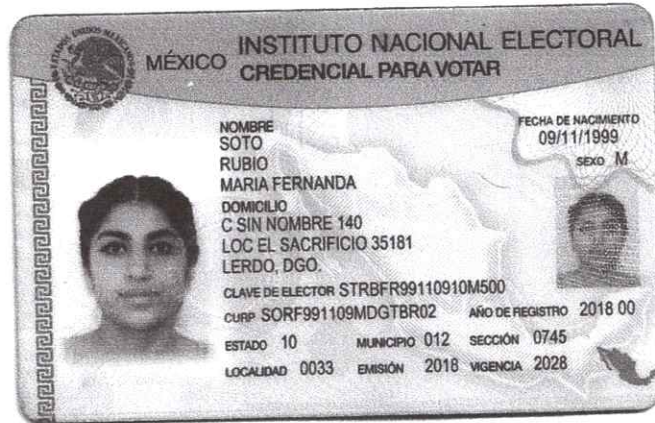 MÉXICO INSTITUTO NACIONAL ELECTORAL
CREDENCIAL PARA VOTAR
NOMBRE
SOTO
RUBIO
MARIA FERNANDA
FECHA DE NACIMIENTO
09/11/1999
SEXO M
DOMICILIO
C SIN NOMBRE 140
LOC EL SACRIFICIO 35181
LERDO, DGO.
CLAVE DE ELECTOR STRBFR99110910M500
CURP SORF991109MDGTBR02 AÑO DE REGISTRO 2018 00
ESTADO 10 MUNICIPIO 012 SECCIÓN 0745
LOCALIDAD 0033 EMISIÓN 2018 VIGENCIA 2028